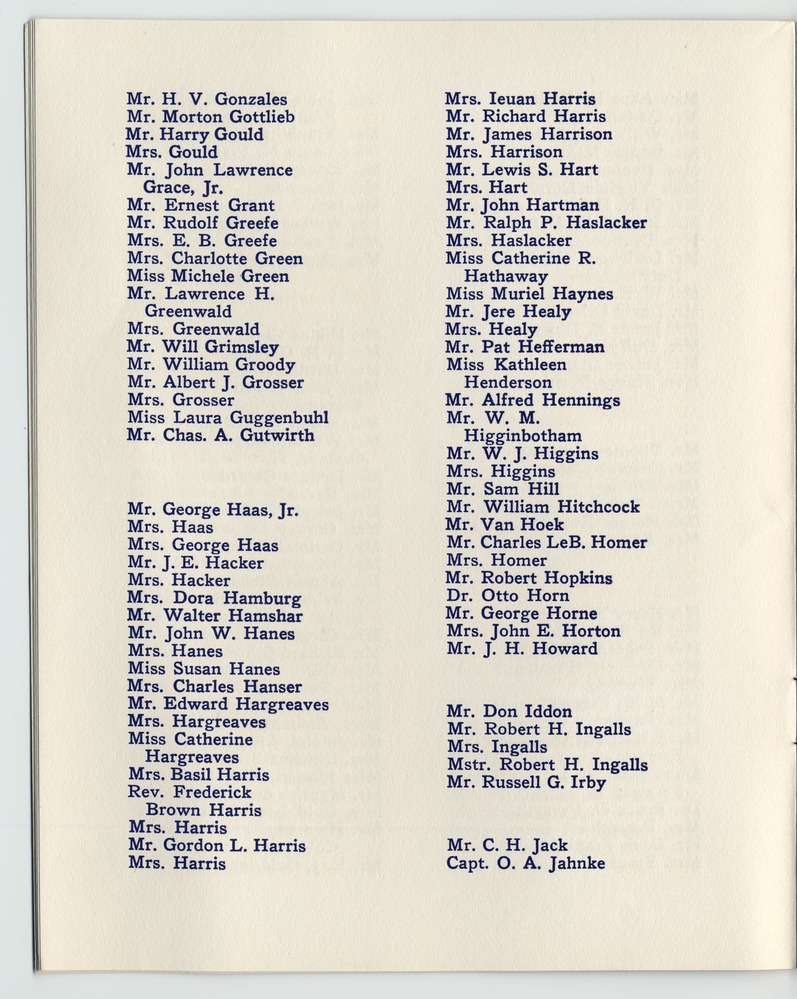 Mr. H. V. Gonzales
Mr. Morton Gottlieb
Mr. Harry Gould
Mrs. Gould
Mr. John Lawrence
Grace, Jr.
Mr. Ernest Grant
Mr. Rudolf Greefe
Mrs. E. B. Greefe
Mrs. Charlotte Green
Miss Michele Green
Mr. Lawrence H.
Greenwald
Mrs. Greenwald
Mr. Will Grimsley
Mr. William Groody
Mr. Albert J. Grosser
Mrs. Grosser
Miss Laura Guggenbuhl
Mr. Chas. A. Gutwirth
Mr. George Haas, Jr.
Mrs. Haas
Mrs. George Haas
Mr. J. E. Hacker
Mrs. Hacker
Mrs. Dora Hamburg
Mr. Walter Hamshar
Mr. John W. Hanes
Mrs. Hanes
Miss Susan Hanes
Mrs. Charles Hanser
Mr. Edward Hargreaves
Mrs. Hargreaves
Miss Catherine
Hargreaves
Mrs. Basil Harris
Rev. Frederick
Brown Harris
Mrs. Harris
Mr. Gordon L. Harris
Mrs. Harris
Mrs. Ieuan Harris
Mr. Richard Harris
Mr. James Harrison
Mrs. Harrison
Mr. Lewis S. Hart
Mrs. Hart
Mr. John Hartman
Mr. Ralph P. Haslacker
Mrs. Haslacker
Miss Catherine R.
Hathaway
Miss Muriel Haynes
Mr. Jere Healy
Mrs. Healy
Mr. Pat Hefferman
Miss Kathleen
Henderson
Mr. Alfred Hennings
Mr. W. M.
Higginbotham
Mr. W. J. Higgins
Mrs. Higgins
Mr. Sam Hill
Mr. William Hitchcock
Mr. Van Hoek
Mr. Charles LeB. Homer
Mrs. Homer
Mr. Robert Hopkins
Dr. Otto Horn
Mr. George Horne
Mrs. John E. Horton
Mr. J. H. Howard
Mr. Don Iddon
Mr. Robert H. Ingalls
Mrs. Ingalls
Mstr. Robert H. Ingalls
Mr. Russell G. Irby
Mr. C. H. Jack
Capt. O. A. Jahnke